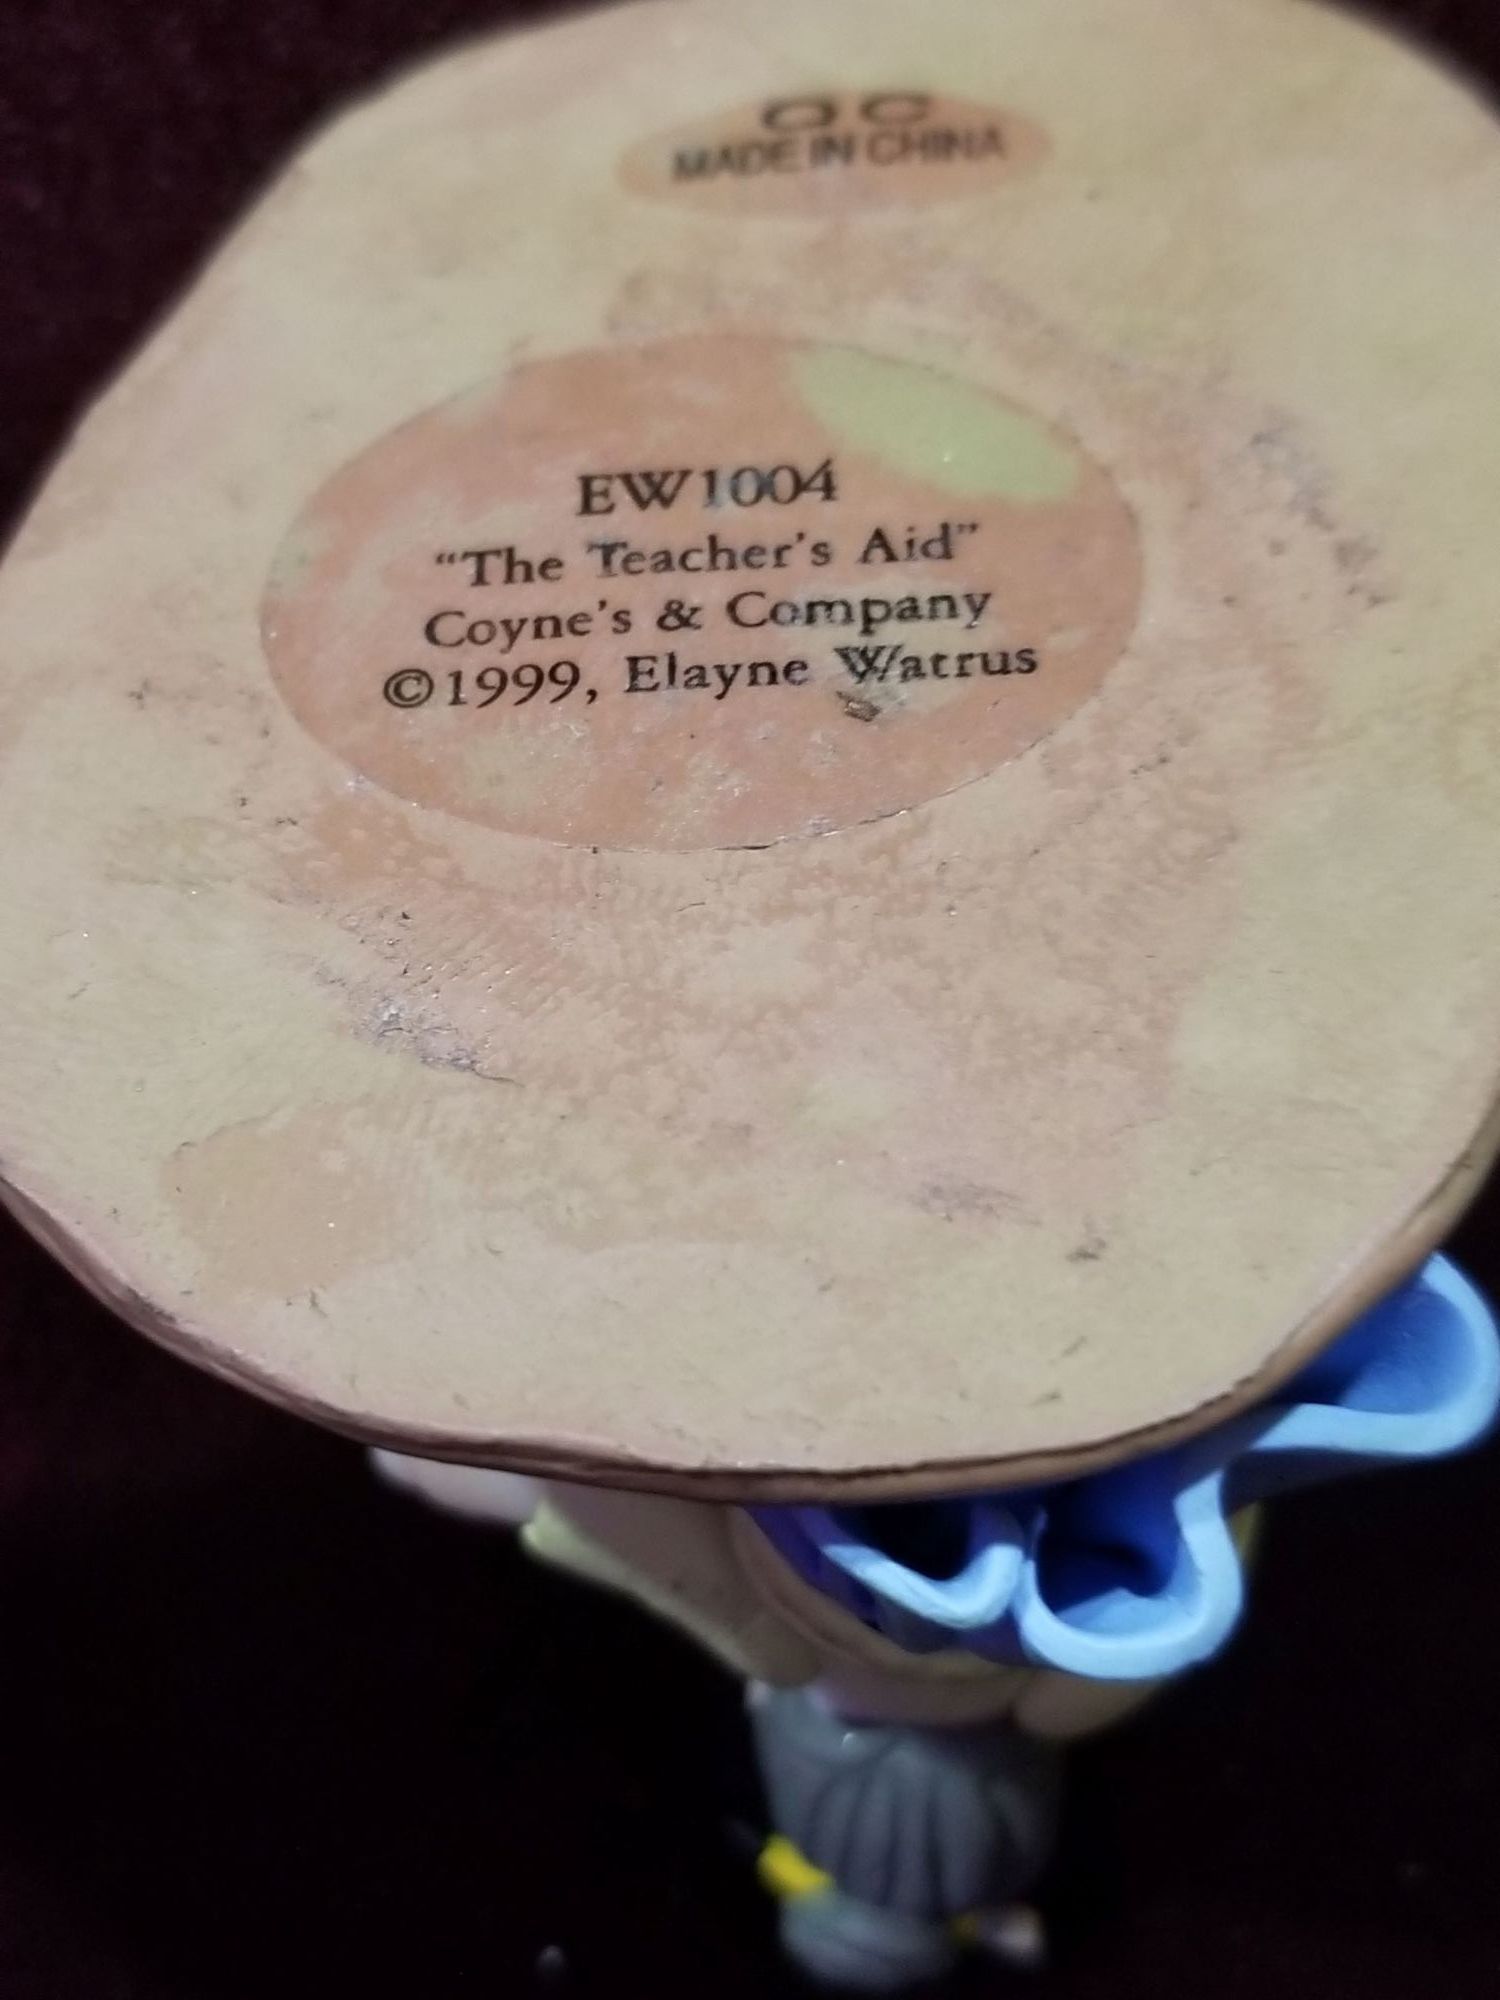 MADE IN CHINA
EW1004
“The Teacher's Aid”
Coyne's & Company
©1999, Elayne Watrus